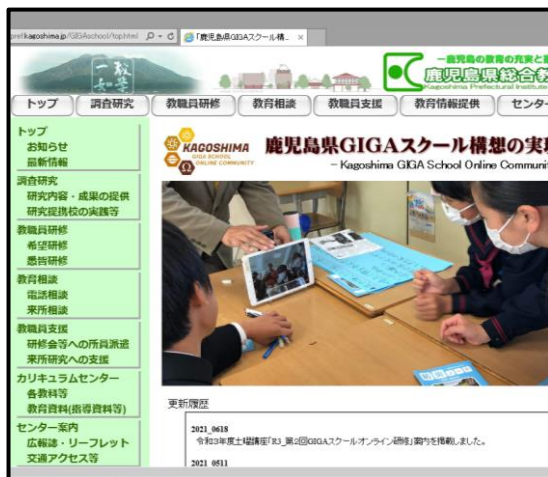 pref.kagoshima.jp/GIGAschool/top.html
「鹿児島県GIGAスクール構…
鹿児島県総合教
Kagoshima Prefectural Institute
トップ
調査研究
教職員研修
教育相談
教職員支援
教育情報提供
センター
トップ
お知らせ
最新情報
調査研究
研究内容・成果の提供
研究提携校の実践等
教職員研修
希望研修
悉皆研修
教育相談
電話相談
来所相談
教職員支援
研修会等への所員派遣
来所研究への支援
カリキュラムセンター
各教科等
教育資料(指導資料等)
センター案内
広報誌・リーフレット
交通アクセス等
KAGOSHIMA
GIGA SCHOOL
ONLINE COMMUNITY
鹿児島県GIGAスクール構想の実現
– Kagoshima GIGA School Online Communit
更新履歴
2021_0618
令和3年度土曜講座「R3_第2回GIGAスクールオンライン研修」案内を掲載しました。
2021_0511